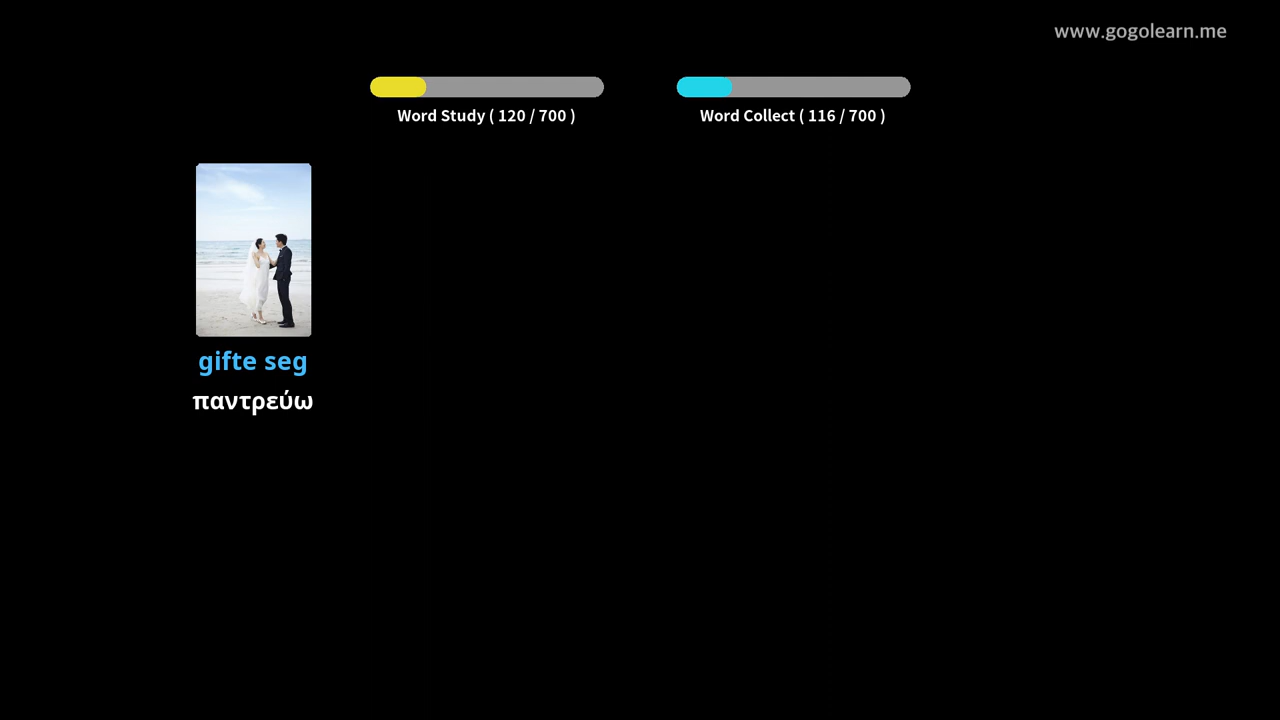 www.gogolearn.me
Word Study ( 120 / 700 )
Word Collect ( 116 / 700 )
gifte seg
παντρεύω